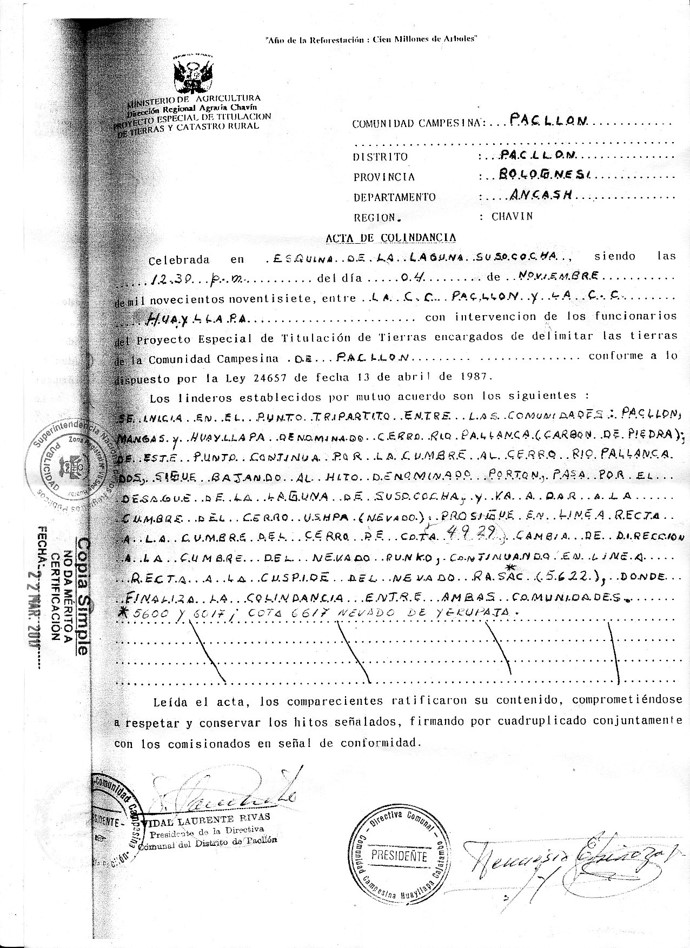 "Año de la Reforestación : Cien Millones de Arboles"
MINISTERIO DE AGRICULTURA
Dirección Regional Agraria Chavín
PROYECTO ESPECIAL DE TITULACION
DE TIERRAS Y CATASTRO RURAL
COMUNIDAD CAMPESINA: PACLLON
DISTRITO : PACLLON
PROVINCIA : BOLOGNESI
DEPARTAMENTO : ANCASH
REGION. : CHAVIN
ACTA DE COLINDANCIA
Celebrada en ESQUINA DE LA LAGUNA SUSOCOCHA, siendo las
12.30 p.m. del día 04 de NOVIEMBRE
de mil novecientos noventisiete, entre LA C.C. PACLLON Y LA C.C.
HUAYLLAPA con intervención de los funcionarios
del Proyecto Especial de Titulación de Tierras encargados de delimitar las tierras
de la Comunidad Campesina DE PACLLON conforme a lo
dispuesto por la Ley 24657 de fecha 13 de abril de 1987.
Los linderos establecidos por mutuo acuerdo son los siguientes :
SE INICIA EN EL PUNTO TRIPARTITO ENTRE LAS COMUNIDADES: PACLLON,
MANGAS Y HUAYLLAPA DENOMINADO CERRO RIO PALLANCA (CARBON DE PIEDRA);
DE ESTE PUNTO CONTINUA POR LA CUMBRE AL CERRO RIO PALLANCA
DOS, SIGUE BAJANDO AL HITO DENOMINADO PORTON, PASA POR EL
DESAGUE DE LA LAGUNA DE SUSOCOCHA, Y VA A DAR A LA
CUMBRE DEL CERRO USHPA (NEVADO); PROSIGUE EN LINEA RECTA
A LA CUMBRE DEL CERRO DE COTA 4929. CAMBIA DE DIRECCION
A LA CUMBRE DEL NEVADO PUNKO, CONTINUANDO EN LINEA
RECTA A LA CUSPIDE DEL NEVADO RASAC* (5.622), DONDE
FINALIZA LA COLINDANCIA ENTRE AMBAS COMUNIDADES.
* 5600 Y 6017; COTA 6617 NEVADO DE YERUPAJA.
Leída el acta, los comparecientes ratificaron su contenido, comprometiéndose
a respetar y conservar los hitos señalados, firmando por cuadruplicado conjuntamente
con los comisionados en señal de conformidad.
VIDAL LAURENTE RIVAS
Presidente de la Directiva
Comunal del Distrito de Pacllón
Comunidad Campesina
PRESIDENTE
Directiva Comunal
PRESIDENTE
Comunidad Campesina Huayllapa Cajatambo
Superintendencia Nacional
PUBLICIDAD
Copia Simple
NO DA MERITO A
CERTIFICACIÓN
FECHA: 22 MAR. 2017